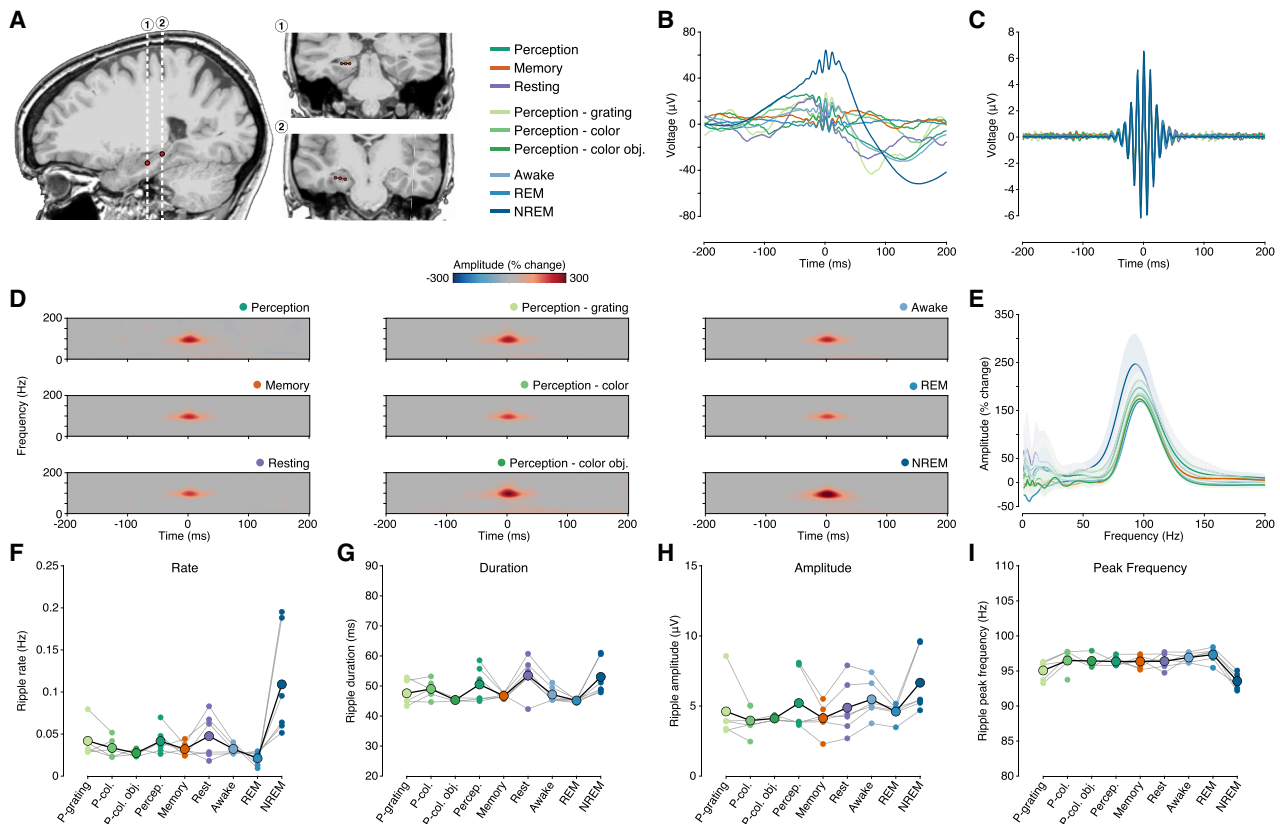 A
1
2
1
2
Perception
Memory
Resting
Perception - grating
Perception - color
Perception - color obj.
Awake
REM
NREM
B
80
40
0
-40
-80
Voltage (µV)
-200 -100 0 100 200
Time (ms)
C
8
6
4
2
0
-2
-4
-6
Voltage (µV)
-200 -100 0 100 200
Time (ms)
Amplitude (% change)
-300 300
D
Perception
Perception - grating
Awake
200
0
Memory
Perception - color
REM
200
0
Frequency (Hz)
Resting
Perception - color obj.
NREM
200
0
-200 -100 0 100 200
Time (ms)
-200 -100 0 100 200
Time (ms)
-200 -100 0 100 200
Time (ms)
E
350
250
150
50
0
-50
Amplitude (% change)
0 50 100 150 200
Frequency (Hz)
F
Rate
0.25
0.2
0.15
0.1
0.05
0
Ripple rate (Hz)
P-grating
P-col.
P-col. obj.
Percep.
Memory
Rest
Awake
REM
NREM
G
Duration
90
80
70
60
50
40
30
20
Ripple duration (ms)
P-grating
P-col.
P-col. obj.
Percep.
Memory
Rest
Awake
REM
NREM
H
Amplitude
15
10
5
0
Ripple amplitude (µV)
P-grating
P-col.
P-col. obj.
Percep.
Memory
Rest
Awake
REM
NREM
I
Peak Frequency
110
105
100
95
90
85
80
Ripple peak frequency (Hz)
P-grating
P-col.
P-col. obj.
Percep.
Memory
Rest
Awake
REM
NREM